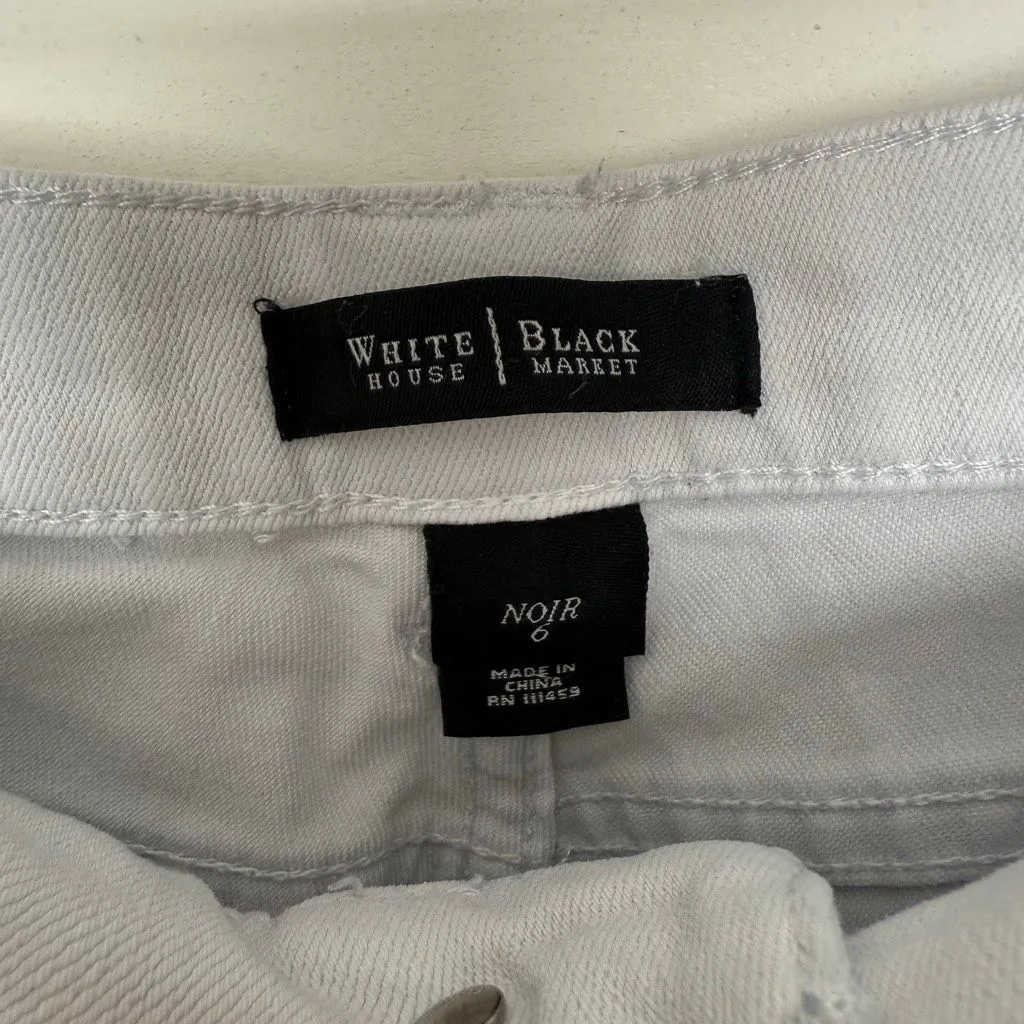 WHITE | BLACK
HOUSE MARKET
NOIR
6
MADE IN
CHINA
RN 111459